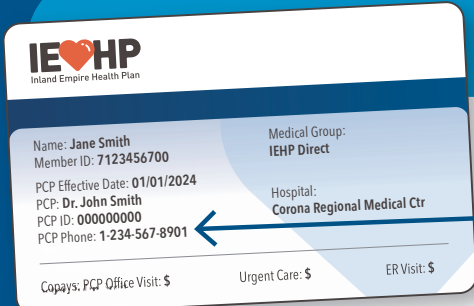 IEHP
Inland Empire Health Plan
Name: Jane Smith
Member ID: 7123456700
PCP Effective Date: 01/01/2024
PCP: Dr. John Smith
PCP ID: 000000000
PCP Phone: 1-234-567-8901
Medical Group:
IEHP Direct
Hospital:
Corona Regional Medical Ctr
Copays: PCP Office Visit: $
Urgent Care: $
ER Visit: $